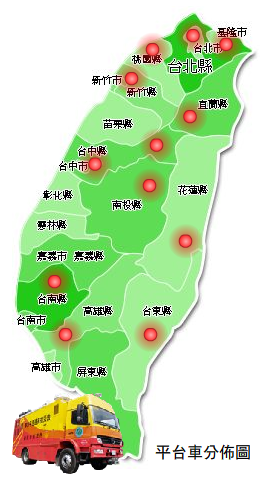 基隆市
台北市
桃園縣
台北縣
新竹市
新竹縣
宜蘭縣
苗栗縣
台中縣
台中市
彰化縣
南投縣
花蓮縣
雲林縣
嘉義市 嘉義縣
台南縣
台南市
高雄縣
台東縣
高雄市
屏東縣
平台車分佈圖